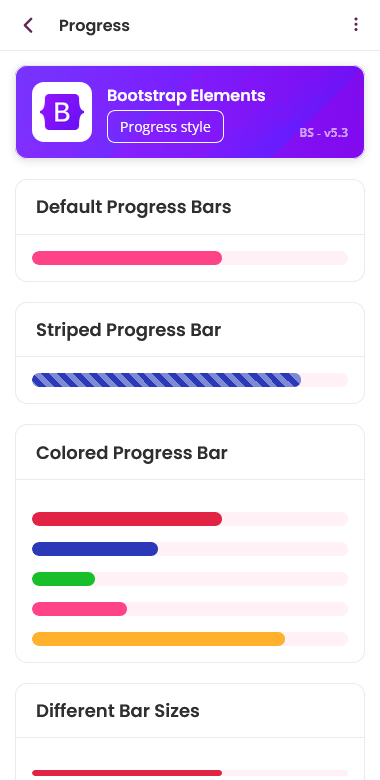 Progress
B
Bootstrap Elements
Progress style
BS - v5.3
Default Progress Bars
Striped Progress Bar
Colored Progress Bar
Different Bar Sizes